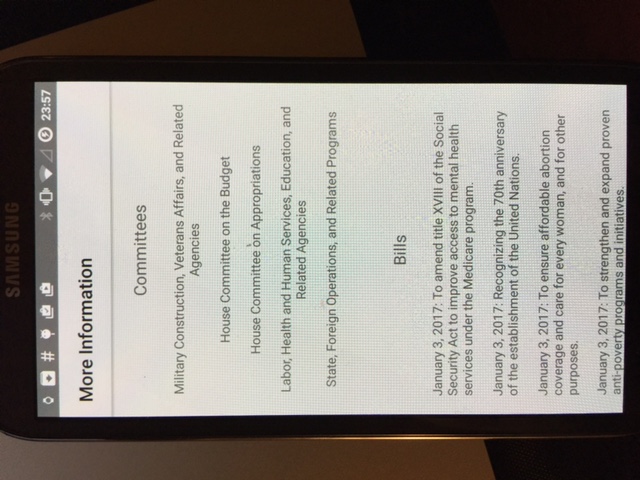 SAMSUNG
23:57
More Information
Committees
Military Construction, Veterans Affairs, and Related
Agencies
House Committee on the Budget
House Committee on Appropriations
Labor, Health and Human Services, Education, and
Related Agencies
State, Foreign Operations, and Related Programs
Bills
January 3, 2017: To amend title XVIII of the Social
Security Act to improve access to mental health
services under the Medicare program.
January 3, 2017: Recognizing the 70th anniversary
of the establishment of the United Nations.
January 3, 2017: To ensure affordable abortion
coverage and care for every woman, and for other
purposes.
January 3, 2017: To strengthen and expand proven
anti-poverty programs and initiatives.